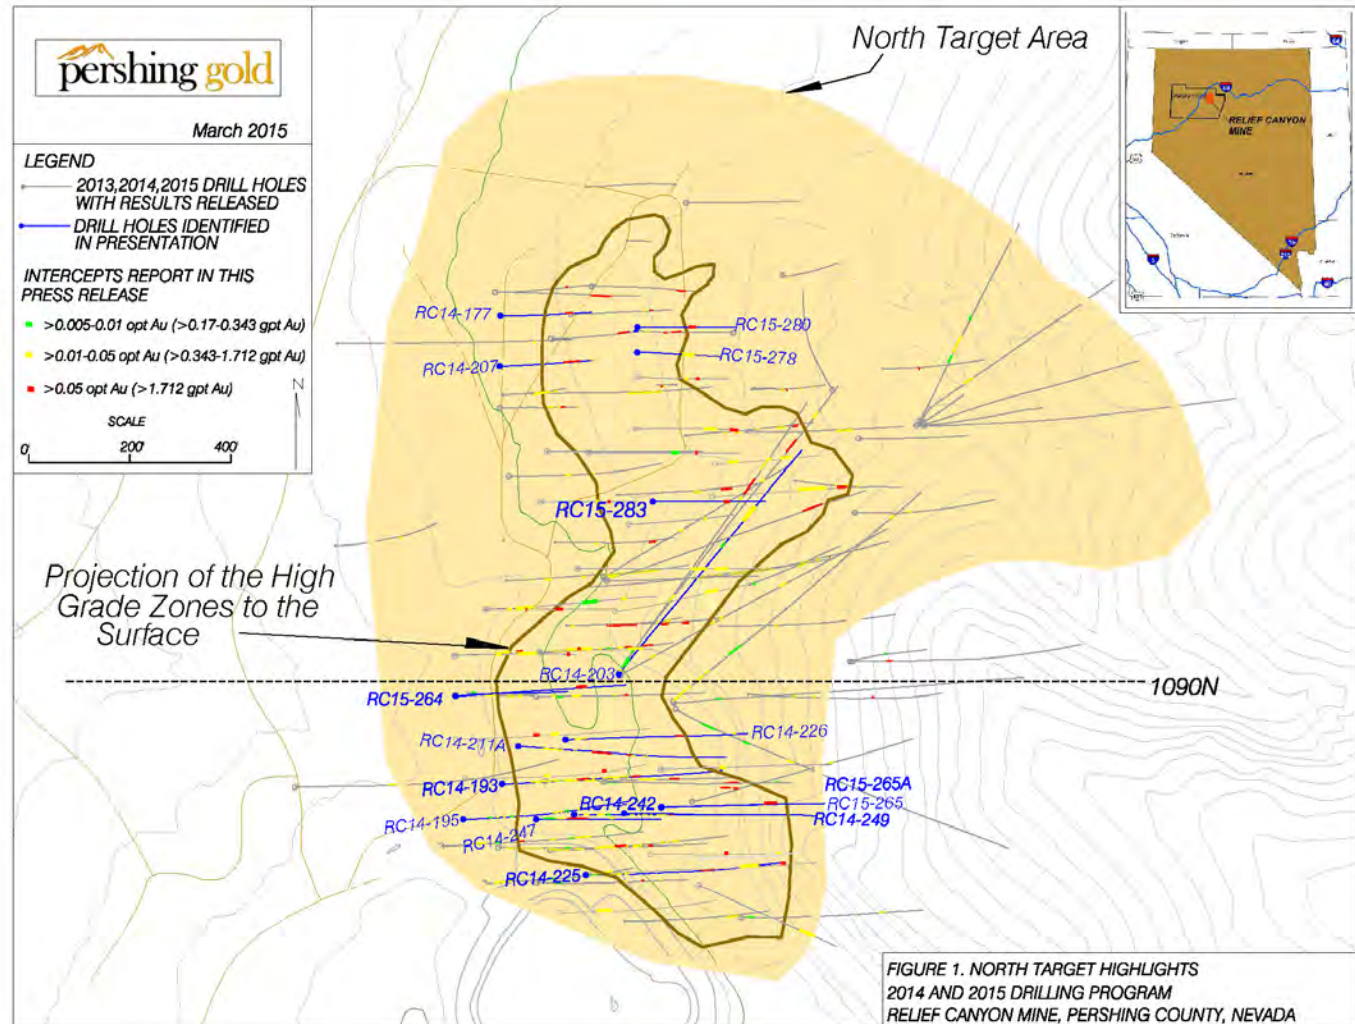 pershing gold
March 2015
LEGEND
2013,2014,2015 DRILL HOLES
WITH RESULTS RELEASED
DRILL HOLES IDENTIFIED
IN PRESENTATION
INTERCEPTS REPORT IN THIS
PRESS RELEASE
>0.005-0.01 opt Au (>0.17-0.343 gpt Au)
>0.01-0.05 opt Au (>0.343-1.712 gpt Au)
>0.05 opt Au (>1.712 gpt Au)
N
SCALE
0 200' 400'
North Target Area
RELIEF CANYON
MINE
RC14-177
RC15-280
RC15-278
RC14-207
RC15-283
Projection of the High
Grade Zones to the
Surface
RC14-203
1090N
RC15-264
RC14-226
RC14-211A
RC14-193
RC15-265A
RC14-242
RC15-265
RC14-195
RC14-249
RC14-247
RC14-225
FIGURE 1. NORTH TARGET HIGHLIGHTS
2014 AND 2015 DRILLING PROGRAM
RELIEF CANYON MINE, PERSHING COUNTY, NEVADA